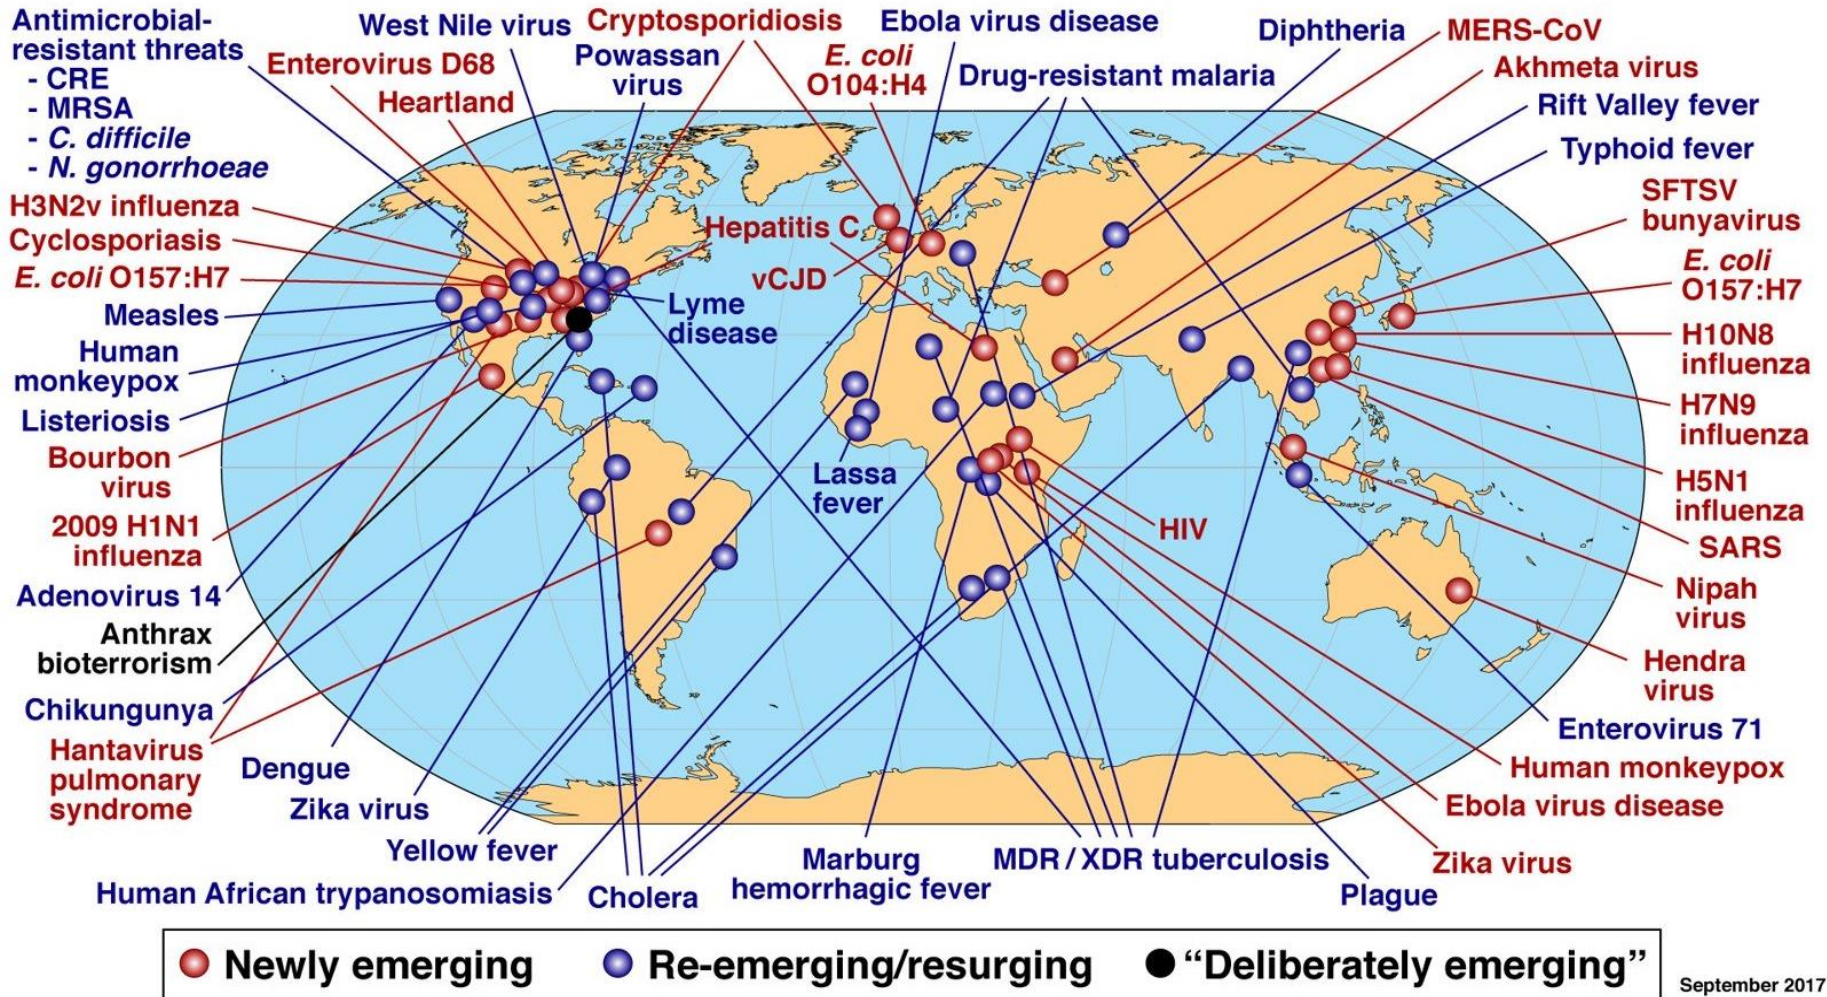 Antimicrobial-
resistant threats
- CRE
- MRSA
- C. difficile
- N. gonorrhoeae
West Nile virus
Enterovirus D68
Heartland
Cryptosporidiosis
Powassan
virus
E. coli
O104:H4
Ebola virus disease
Drug-resistant malaria
Diphtheria
MERS-CoV
Akhmeta virus
Rift Valley fever
Typhoid fever
SFTSV
bunyavirus
E. coli
O157:H7
H10N8
influenza
H7N9
influenza
H5N1
influenza
SARS
Nipah
virus
Hendra
virus
Enterovirus 71
Human monkeypox
Ebola virus disease
Zika virus
Plague
MDR / XDR tuberculosis
Marburg
hemorrhagic fever
Cholera
Human African trypanosomiasis
Yellow fever
Zika virus
Dengue
Hantavirus
pulmonary
syndrome
Chikungunya
Anthrax
bioterrorism
Adenovirus 14
2009 H1N1
influenza
Bourbon
virus
Listeriosis
Human
monkeypox
Measles
E. coli O157:H7
Cyclosporiasis
H3N2v influenza
Hepatitis C
vCJD
Lyme
disease
Lassa
fever
HIV
Newly emerging
Re-emerging/resurging
“Deliberately emerging”
September 2017